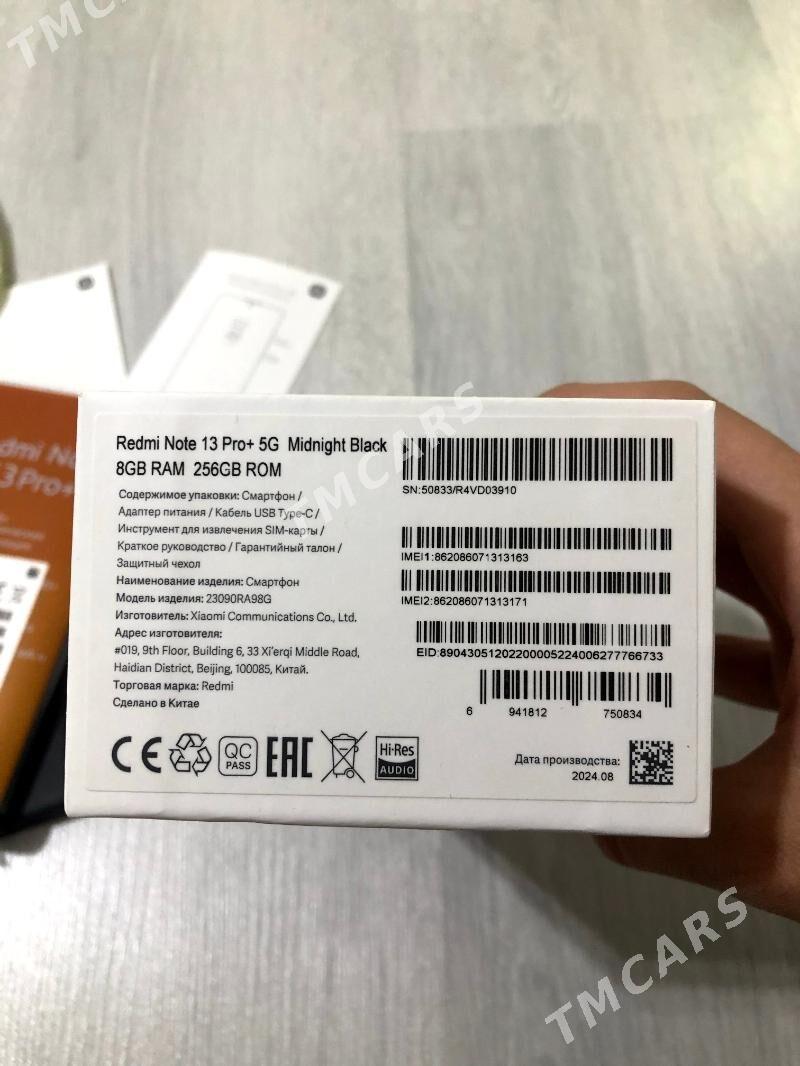 TMCARS
Redmi Note 13 Pro+ 5G Midnight Black
8GB RAM 256GB ROM
Содержимое упаковки: Смартфон /
Адаптер питания / Кабель USB Type-C /
Инструмент для извлечения SIM-карты /
Краткое руководство / Гарантийный талон /
Защитный чехол
Наименование изделия: Смартфон
Модель изделия: 23090RA98G
Изготовитель: Xiaomi Communications Co., Ltd.
Адрес изготовителя:
#019, 9th Floor, Building 6, 33 Xi'erqi Middle Road,
Haidian District, Beijing, 100085, Китай.
Торговая марка: Redmi
Сделано в Китае
SN:50833/R4VD03910
IMEI1:862086071313163
IMEI2:862086071313171
EID:89043051202200005224006277766733
6 941812 750834
CE
QC
PASS
EAC
Hi-Res
AUDIO
Дата производства:
2024.08
TMCARS
TMCARS
dmi No
13 Pro+